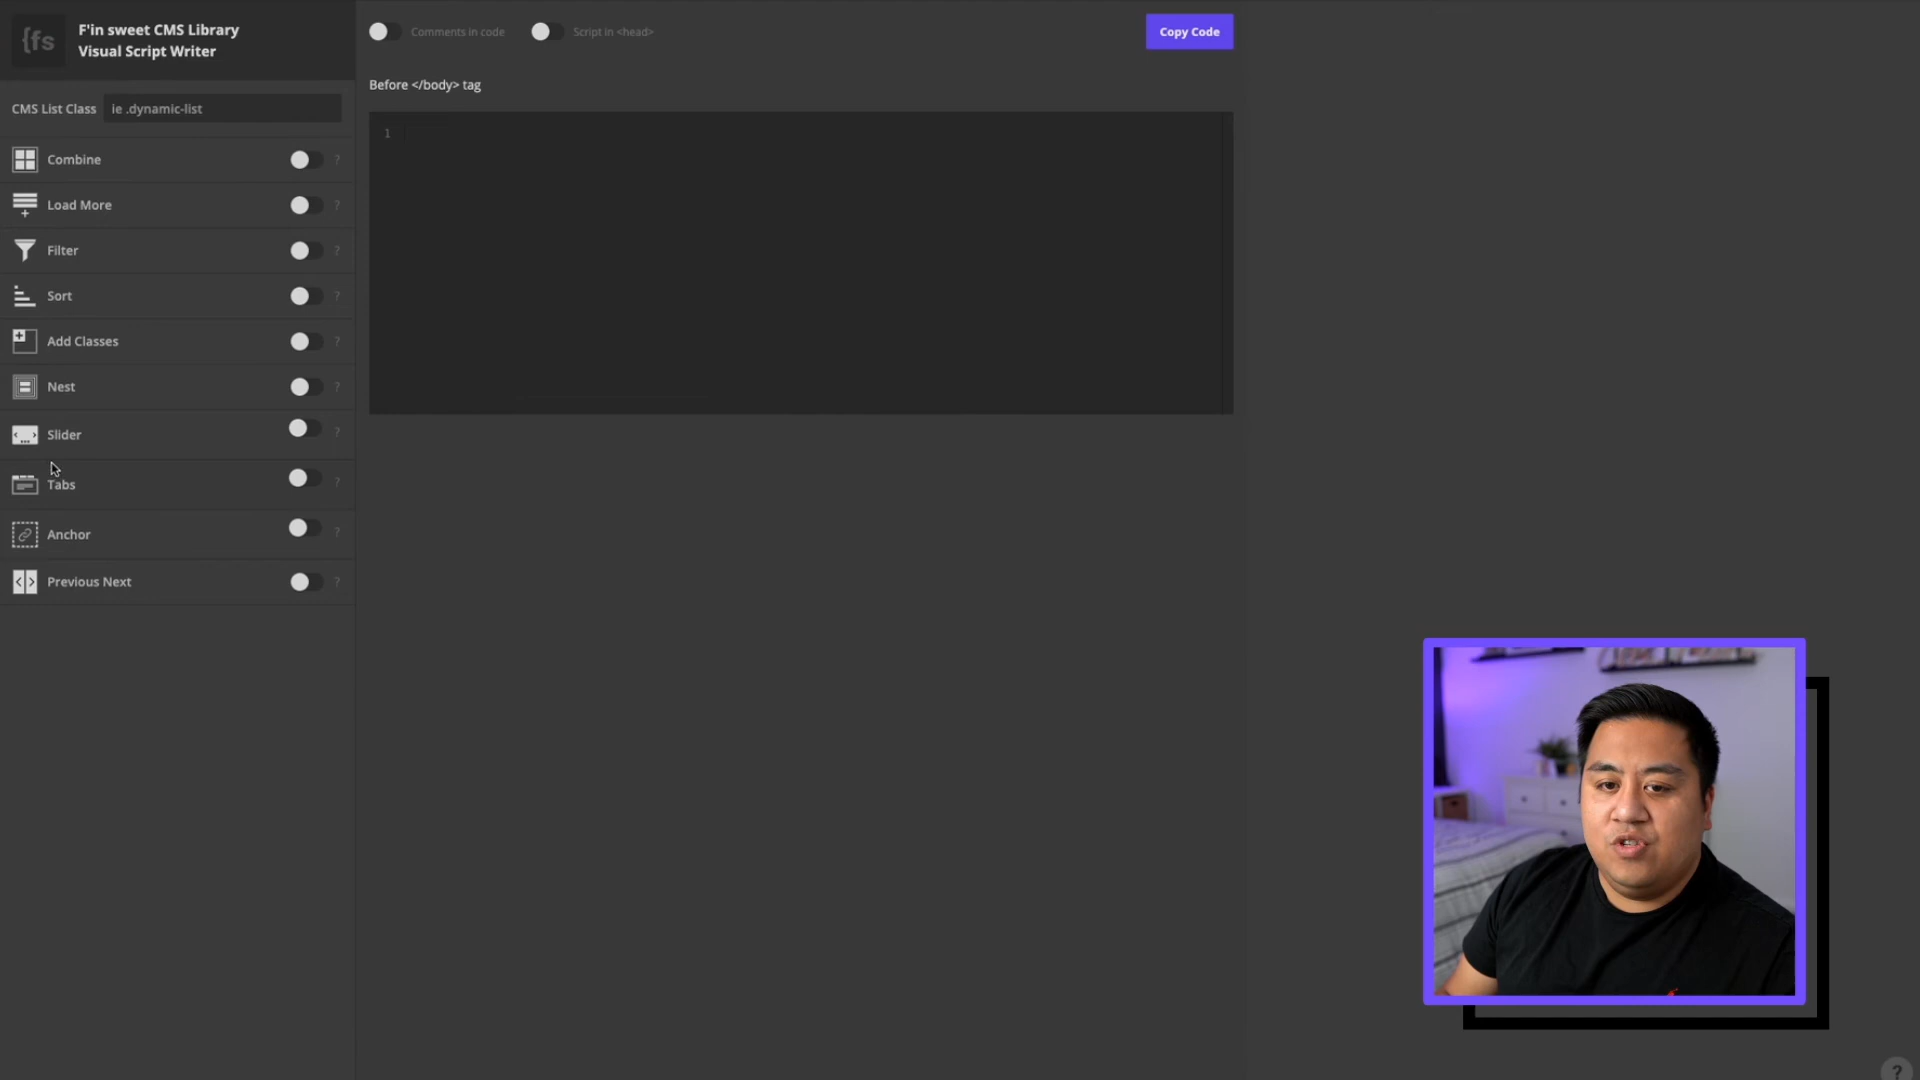 {fs
F'in sweet CMS Library
Visual Script Writer
CMS List Class
ie .dynamic-list
Combine
?
Load More
?
Filter
?
Sort
?
Add Classes
?
Nest
?
Slider
?
Tabs
?
Anchor
?
Previous Next
?
Comments in code
Script in <head>
Copy Code
Before </body> tag
1
?